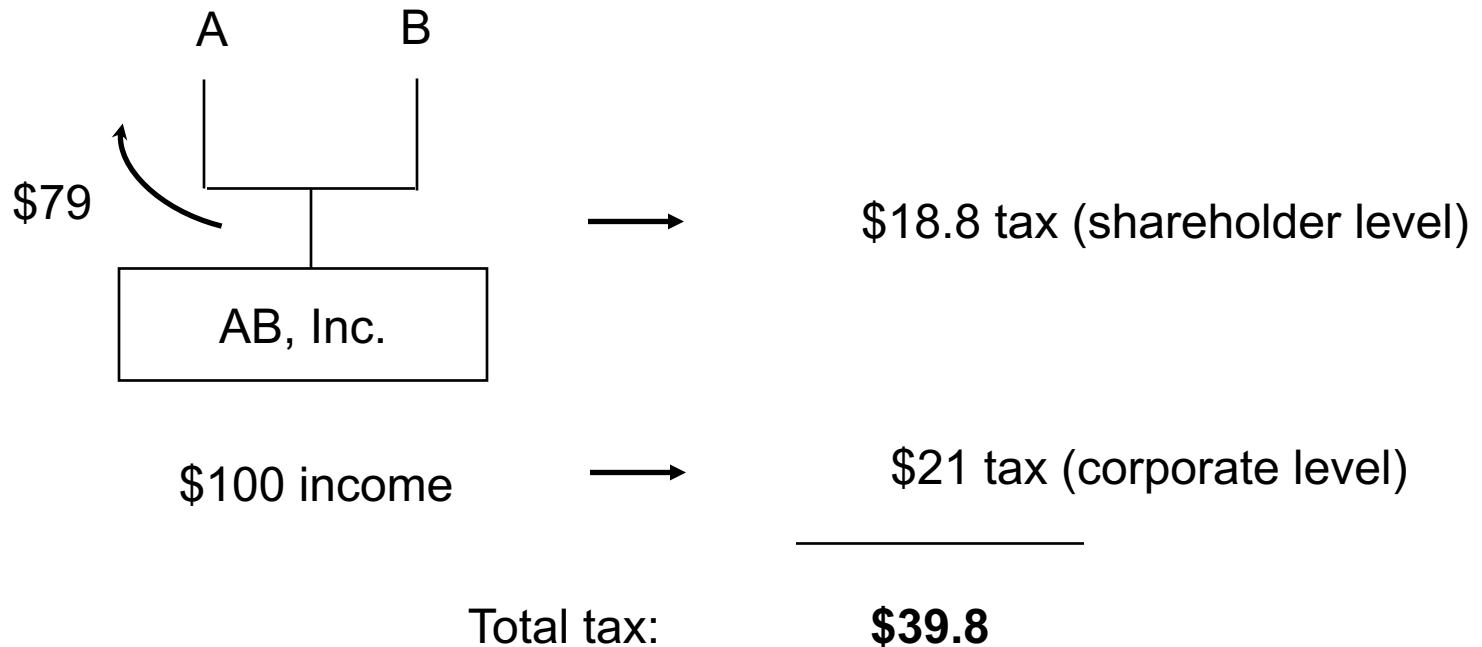 A B
$79
$18.8 tax (shareholder level)
AB, Inc.
$100 income
$21 tax (corporate level)
Total tax: $39.8